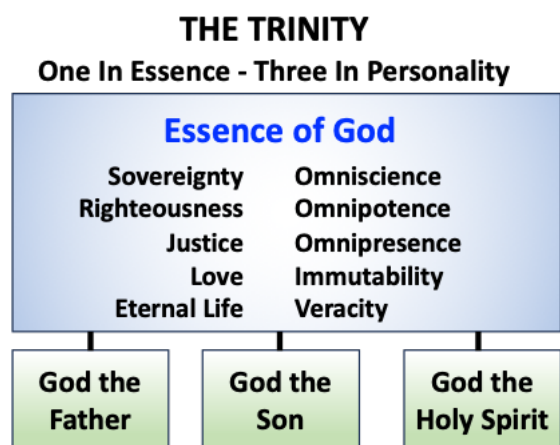 THE TRINITY
One In Essence - Three In Personality
Essence of God
Sovereignty Omniscience
Righteousness Omnipotence
Justice Omnipresence
Love Immutability
Eternal Life Veracity
God the
Father
God the
Son
God the
Holy Spirit